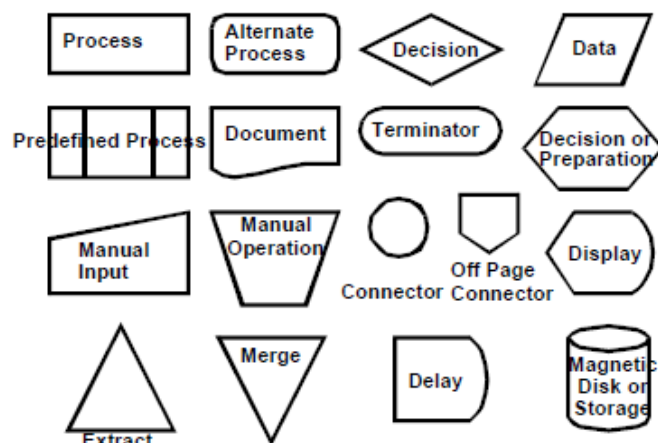 Process
Alternate
Process
Decision
Data
Predefined Process
Document
Terminator
Decision or
Preparation
Manual
Input
Manual
Operation
Connector
Off Page
Connector
Display
Extract
Merge
Delay
Magnetic
Disk or
Storage